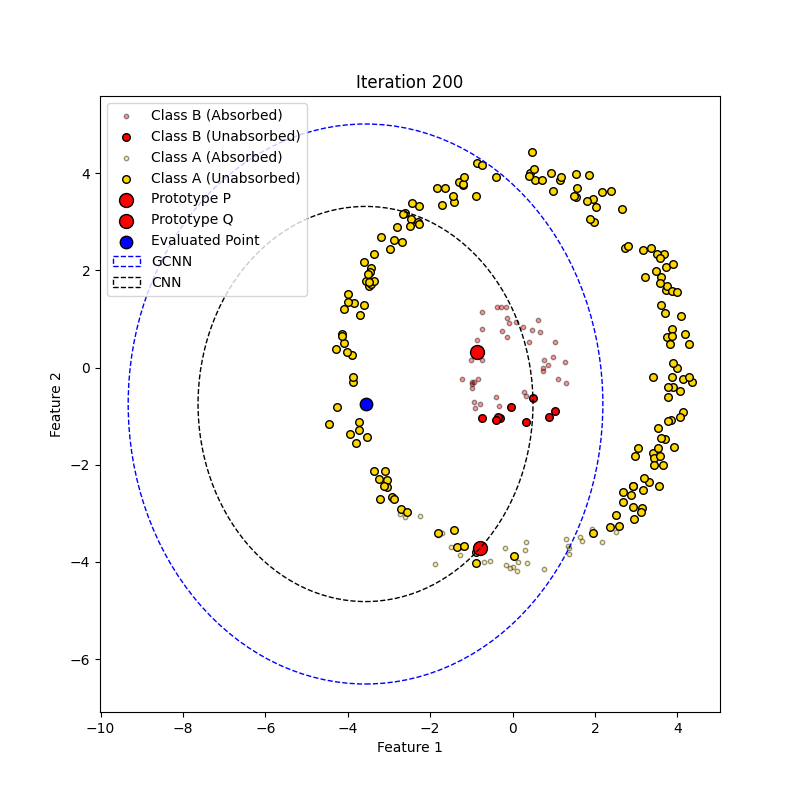 Iteration 200
Class B (Absorbed)
Class B (Unabsorbed)
Class A (Absorbed)
Class A (Unabsorbed)
Prototype P
Prototype Q
Evaluated Point
GCNN
CNN
4
2
0
−2
−4
−6
Feature 2
−10 −8 −6 −4 −2 0 2 4
Feature 1